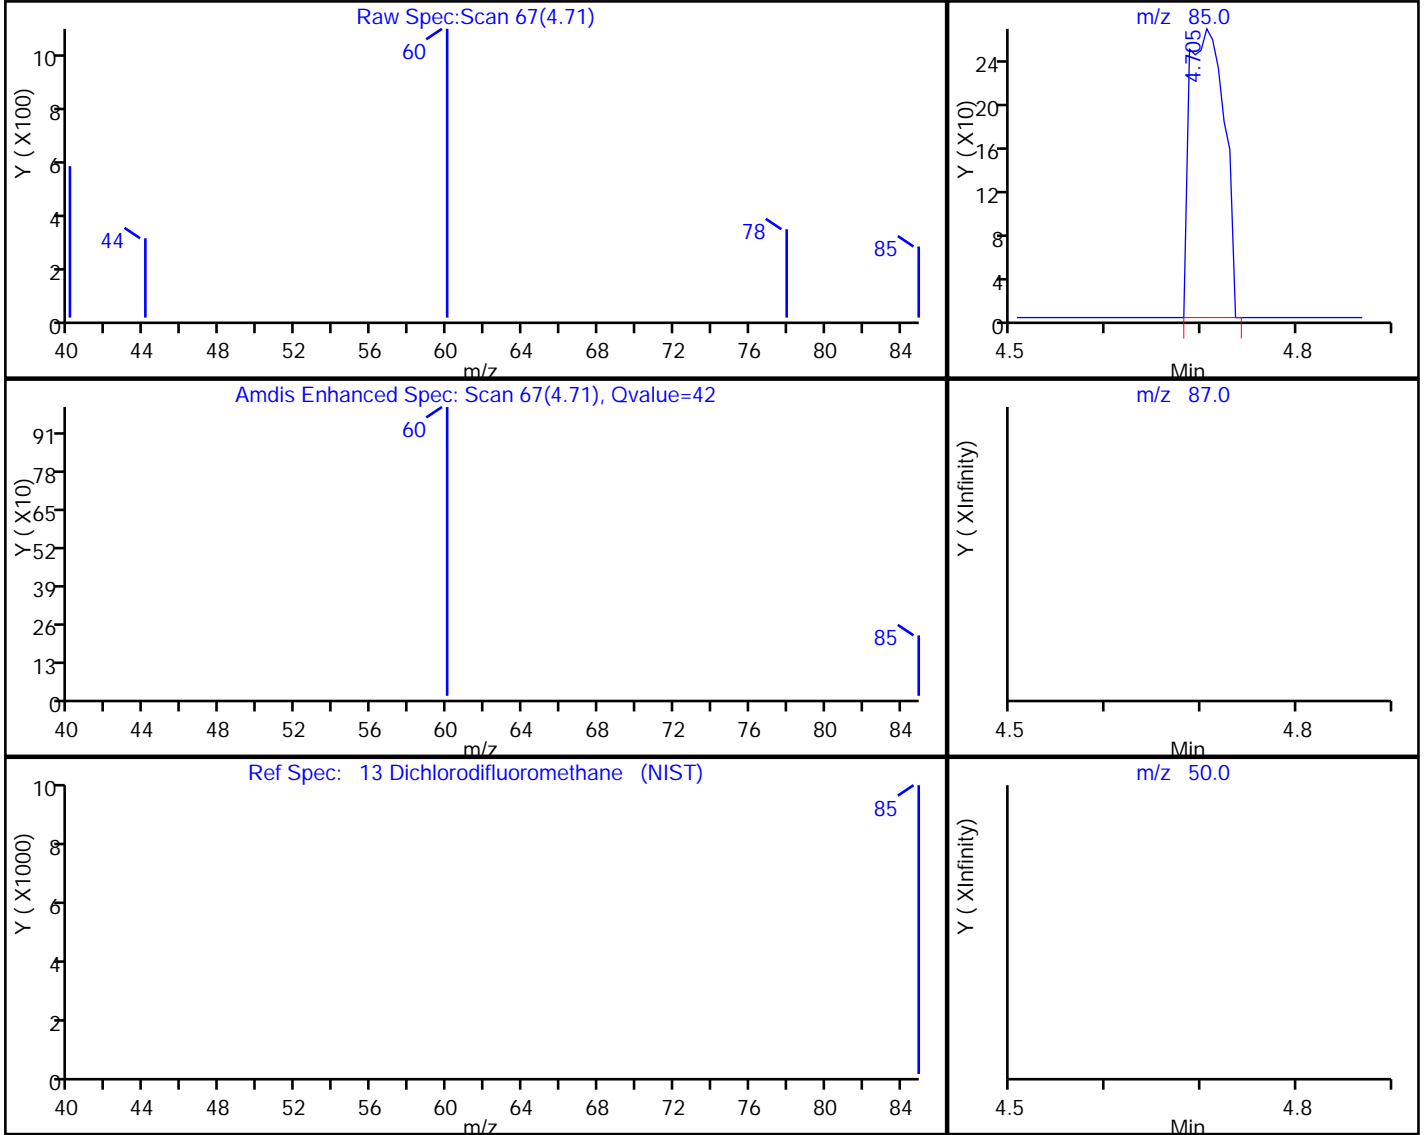 Raw Spec:Scan 67(4.71)
Y ( X100)
10
8
6
4
2
0
60
44
78
85
40 44 48 52 56 60 64 68 72 76 80 84
m/z
m/z 85.0
Y ( X10)
24
20
16
12
8
4
0
4.705
4.5 4.8
Min
Amdis Enhanced Spec: Scan 67(4.71), Qvalue=42
Y ( X10)
91
78
65
52
39
26
13
0
60
85
40 44 48 52 56 60 64 68 72 76 80 84
m/z
m/z 87.0
Y ( XInfinity)
4.5 4.8
Min
Ref Spec: 13 Dichlorodifluoromethane (NIST)
Y ( X1000)
10
8
6
4
2
0
85
40 44 48 52 56 60 64 68 72 76 80 84
m/z
m/z 50.0
Y ( XInfinity)
4.5 4.8
Min